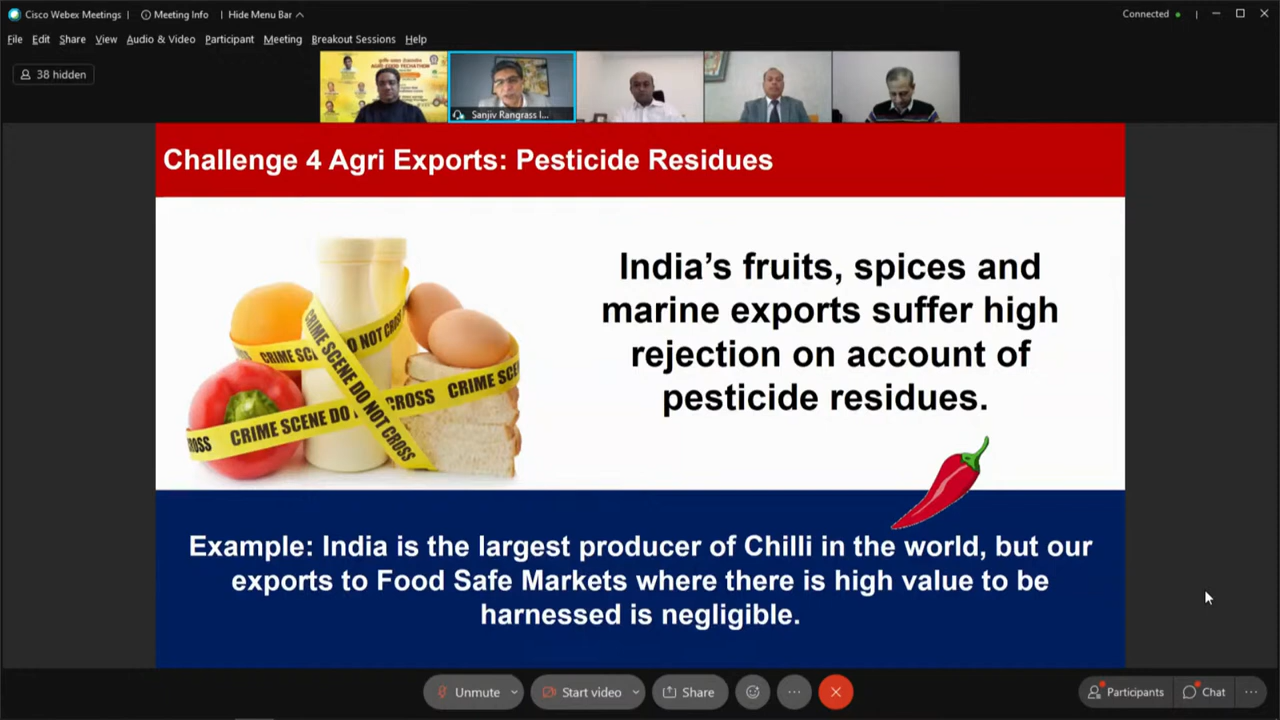 Cisco Webex Meetings
Meeting Info
Hide Menu Bar
Connected
File Edit Share View Audio & Video Participant Meeting Breakout Sessions Help
38 hidden
Sanjiv Rangrass I...
Challenge 4 Agri Exports: Pesticide Residues
India’s fruits, spices and
marine exports suffer high
rejection on account of
pesticide residues.
CRIME SCENE DO NOT CROSS
CRIME SCE
DO NOT CROSS
CROSS
CRIME SCENE DO
CROSS
CRIME SCE
Example: India is the largest producer of Chilli in the world, but our
exports to Food Safe Markets where there is high value to be
harnessed is negligible.
Unmute
Start video
Share
Participants
Chat